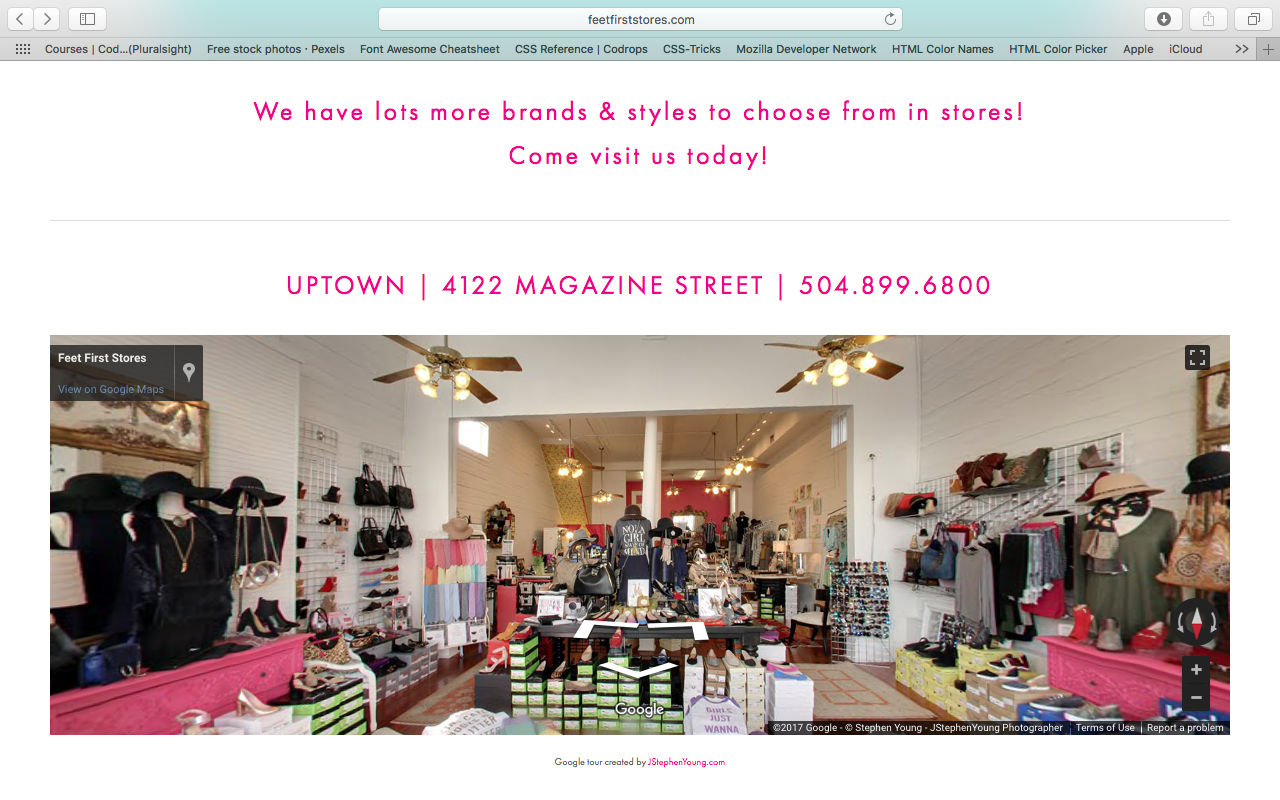 feetfirststores.com
Courses | Cod...(Pluralsight) Free stock photos · Pexels Font Awesome Cheatsheet CSS Reference | Codrops CSS-Tricks Mozilla Developer Network HTML Color Names HTML Color Picker Apple iCloud >>
We have lots more brands & styles to choose from in stores!
Come visit us today!
UPTOWN | 4122 MAGAZINE STREET | 504.899.6800
Feet First Stores
View on Google Maps
NOT A
GIRL
GIRLS
JUST
WANNA
Google
©2017 Google - © Stephen Young - JStephenYoung Photographer Terms of Use Report a problem
Google tour created by JStephenYoung.com